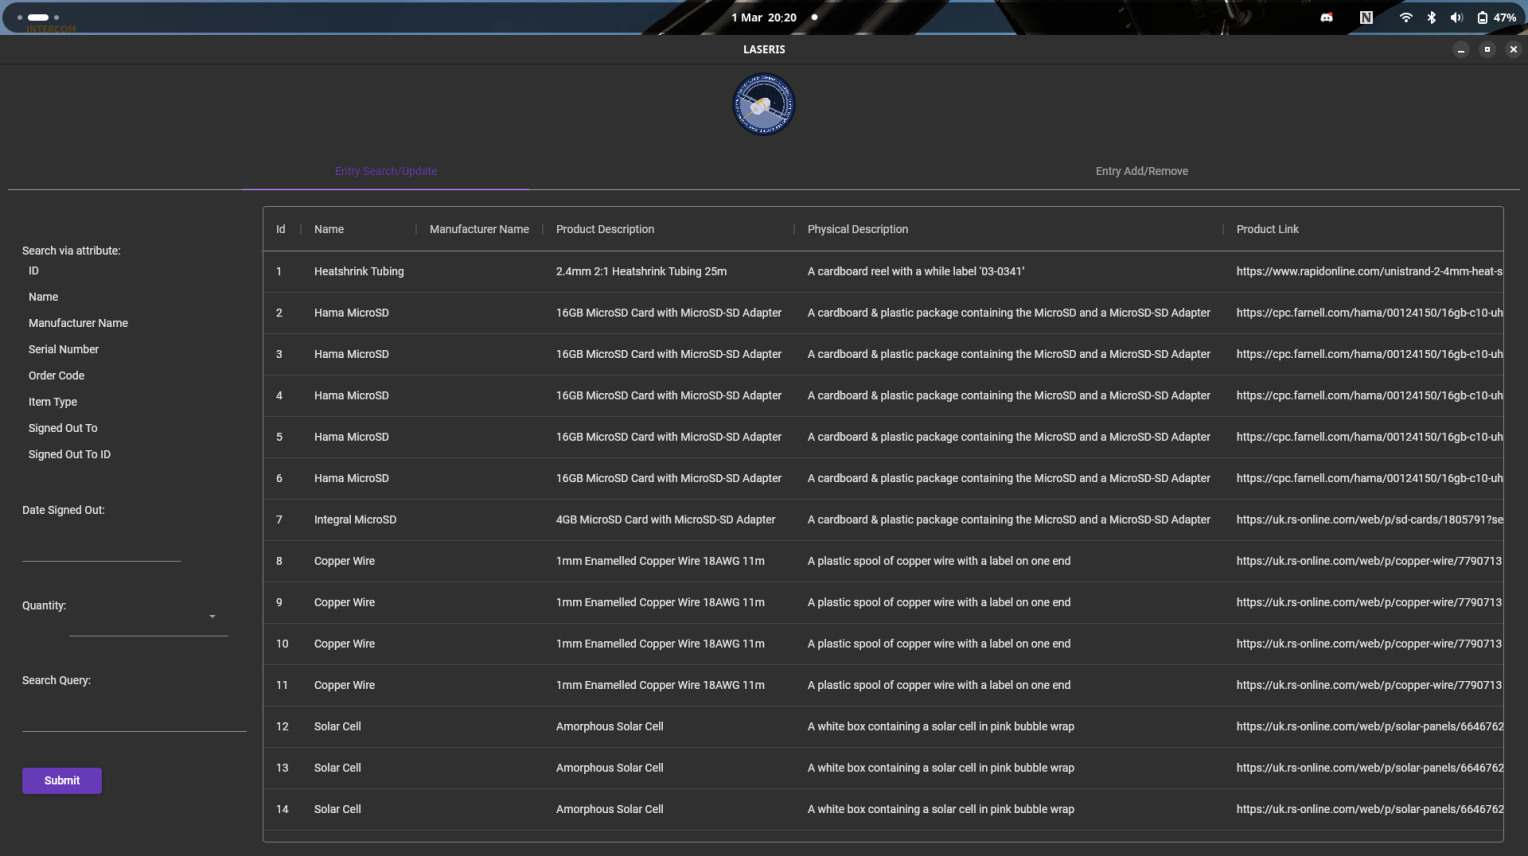 1 Mar 20:20
47%
INTERCOM
LASERIS
Entry Search/Update
Entry Add/Remove
Search via attribute:
ID
Name
Manufacturer Name
Serial Number
Order Code
Item Type
Signed Out To
Signed Out To ID
Date Signed Out:
Quantity:
Search Query:
Submit
Id Name Manufacturer Name Product Description Physical Description Product Link
1 Heatshrink Tubing 2.4mm 2:1 Heatshrink Tubing 25m A cardboard reel with a while label '03-0341' https://www.rapidonline.com/unistrand-2-4mm-heat-s
2 Hama MicroSD 16GB MicroSD Card with MicroSD-SD Adapter A cardboard & plastic package containing the MicroSD and a MicroSD-SD Adapter https://cpc.farnell.com/hama/00124150/16gb-c10-uh
3 Hama MicroSD 16GB MicroSD Card with MicroSD-SD Adapter A cardboard & plastic package containing the MicroSD and a MicroSD-SD Adapter https://cpc.farnell.com/hama/00124150/16gb-c10-uh
4 Hama MicroSD 16GB MicroSD Card with MicroSD-SD Adapter A cardboard & plastic package containing the MicroSD and a MicroSD-SD Adapter https://cpc.farnell.com/hama/00124150/16gb-c10-uh
5 Hama MicroSD 16GB MicroSD Card with MicroSD-SD Adapter A cardboard & plastic package containing the MicroSD and a MicroSD-SD Adapter https://cpc.farnell.com/hama/00124150/16gb-c10-uh
6 Hama MicroSD 16GB MicroSD Card with MicroSD-SD Adapter A cardboard & plastic package containing the MicroSD and a MicroSD-SD Adapter https://cpc.farnell.com/hama/00124150/16gb-c10-uh
7 Integral MicroSD 4GB MicroSD Card with MicroSD-SD Adapter A cardboard & plastic package containing the MicroSD and a MicroSD-SD Adapter https://uk.rs-online.com/web/p/sd-cards/1805791?se
8 Copper Wire 1mm Enamelled Copper Wire 18AWG 11m A plastic spool of copper wire with a label on one end https://uk.rs-online.com/web/p/copper-wire/7790713
9 Copper Wire 1mm Enamelled Copper Wire 18AWG 11m A plastic spool of copper wire with a label on one end https://uk.rs-online.com/web/p/copper-wire/7790713
10 Copper Wire 1mm Enamelled Copper Wire 18AWG 11m A plastic spool of copper wire with a label on one end https://uk.rs-online.com/web/p/copper-wire/7790713
11 Copper Wire 1mm Enamelled Copper Wire 18AWG 11m A plastic spool of copper wire with a label on one end https://uk.rs-online.com/web/p/copper-wire/7790713
12 Solar Cell Amorphous Solar Cell A white box containing a solar cell in pink bubble wrap https://uk.rs-online.com/web/p/solar-panels/6646762
13 Solar Cell Amorphous Solar Cell A white box containing a solar cell in pink bubble wrap https://uk.rs-online.com/web/p/solar-panels/6646762
14 Solar Cell Amorphous Solar Cell A white box containing a solar cell in pink bubble wrap https://uk.rs-online.com/web/p/solar-panels/6646762